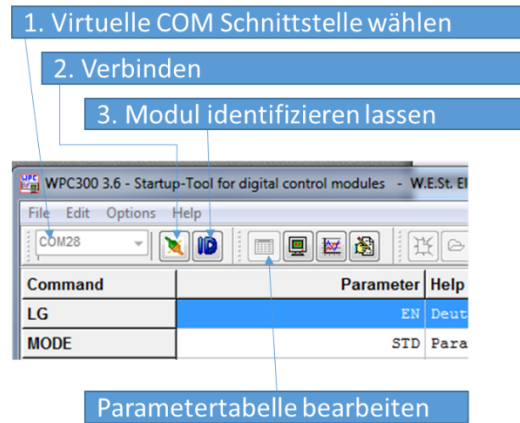 1. Virtuelle COM Schnittstelle wählen
2. Verbinden
3. Modul identifizieren lassen
WPC300 3.6 - Startup-Tool for digital control modules - W.E.St. El
File Edit Options Help
COM28
ID
Command Parameter Help
LG EN Deut
MODE STD Para
Parametertabelle bearbeiten